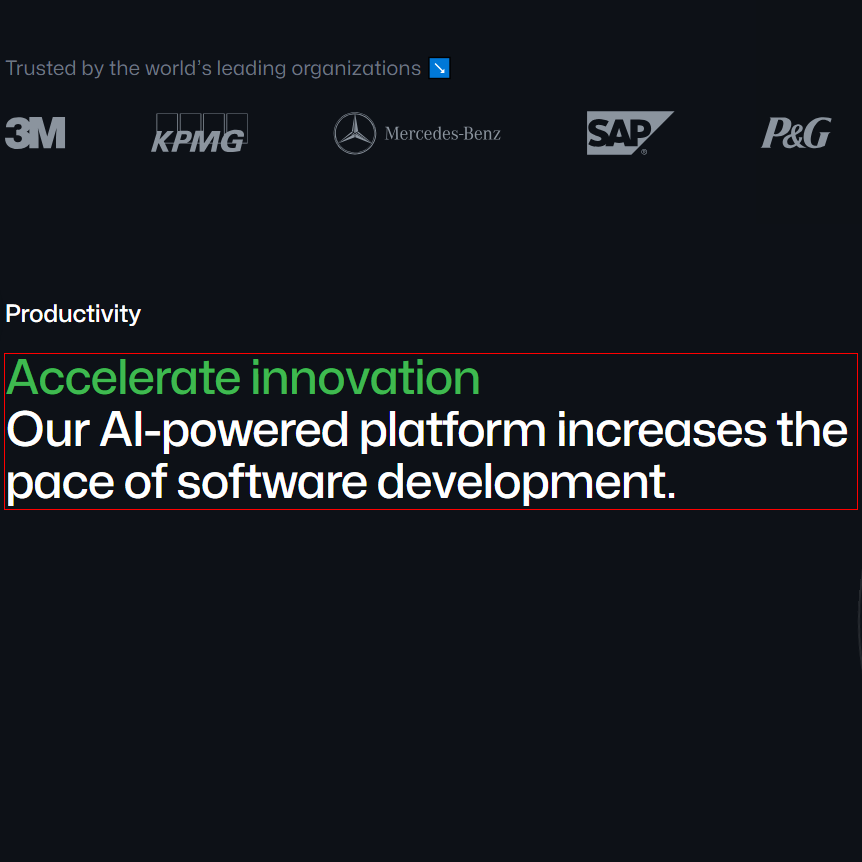 Trusted by the world’s leading organizations ↘
3M KPMG Mercedes-Benz SAP® P&G
Productivity
Accelerate innovation
Our AI-powered platform increases the
pace of software development.